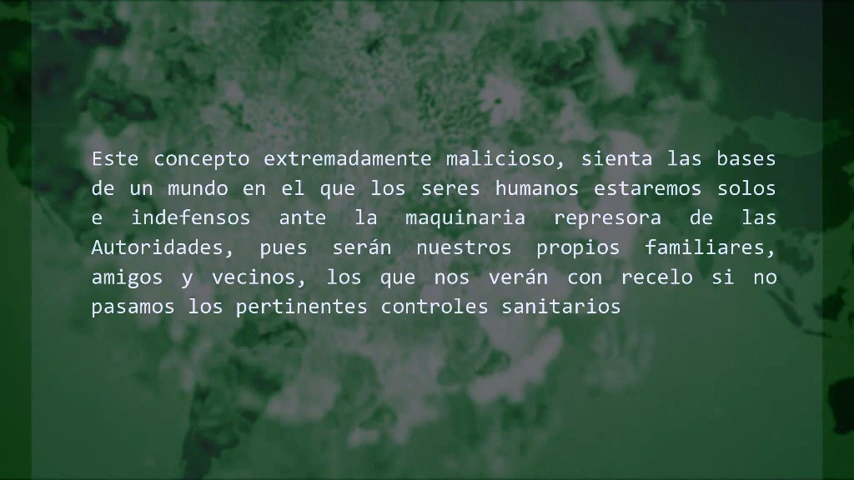 Este concepto extremadamente malicioso, sienta las bases
de un mundo en el que los seres humanos estaremos solos
e indefensos ante la maquinaria represora de las
Autoridades, pues serán nuestros propios familiares,
amigos y vecinos, los que nos verán con recelo si no
pasamos los pertinentes controles sanitarios